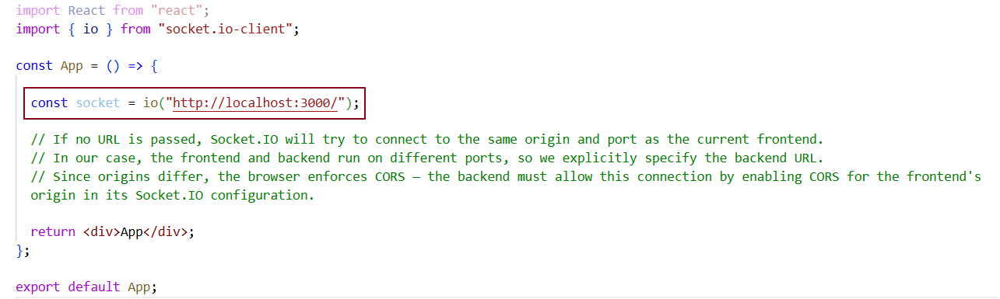 import React from "react";
import { io } from "socket.io-client";
const App = () => {
const socket = io("http://localhost:3000/");
// If no URL is passed, Socket.IO will try to connect to the same origin and port as the current frontend.
// In our case, the frontend and backend run on different ports, so we explicitly specify the backend URL.
// Since origins differ, the browser enforces CORS — the backend must allow this connection by enabling CORS for the frontend's
origin in its Socket.IO configuration.
return <div>App</div>;
};
export default App;